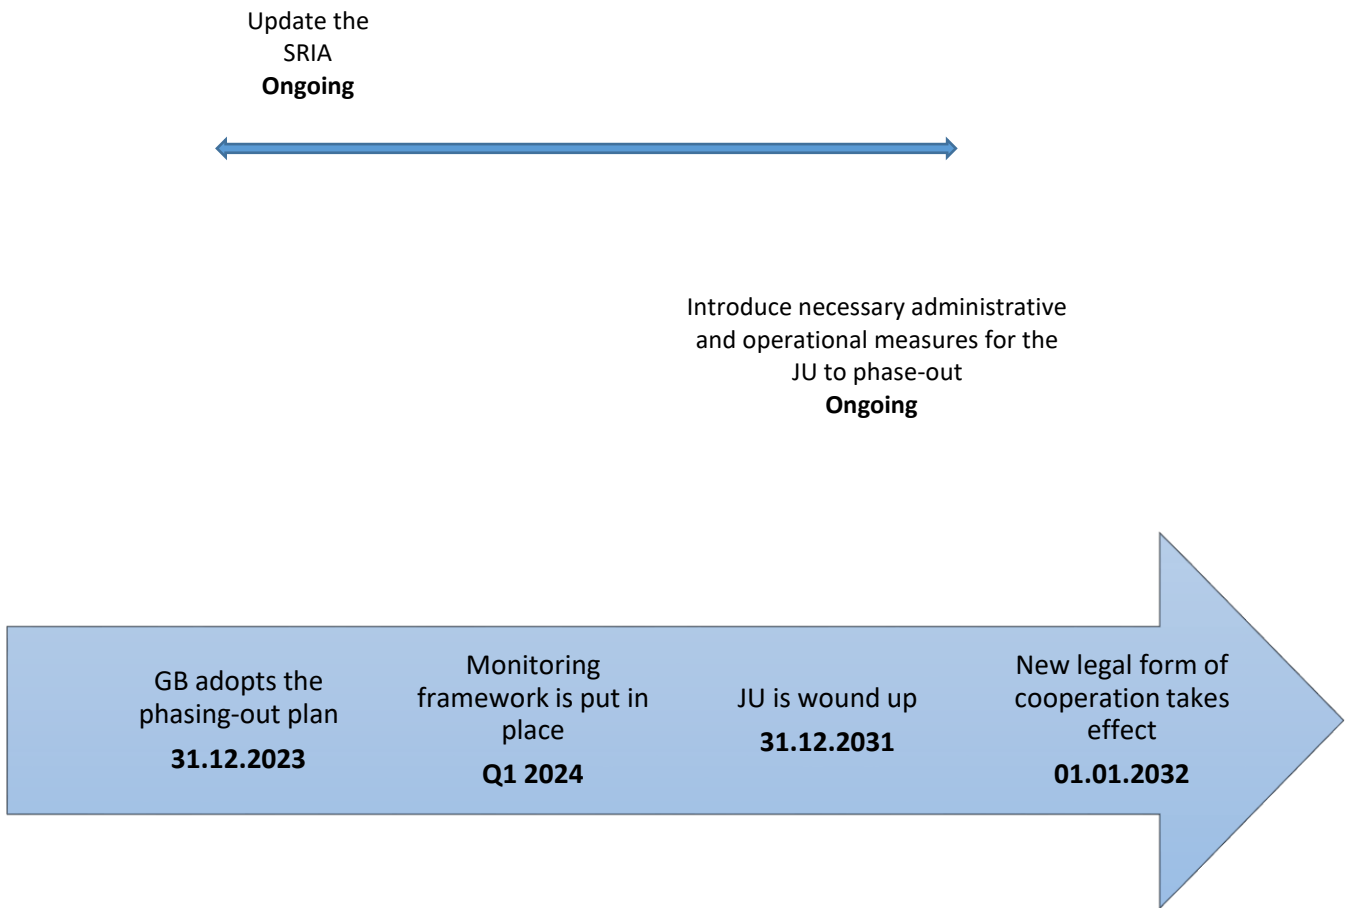 Update the
SRIA
Ongoing
Introduce necessary administrative
and operational measures for the
JU to phase-out
Ongoing
GB adopts the
phasing-out plan
31.12.2023
Monitoring
framework is put in
place
Q1 2024
JU is wound up
31.12.2031
New legal form of
cooperation takes
effect
01.01.2032